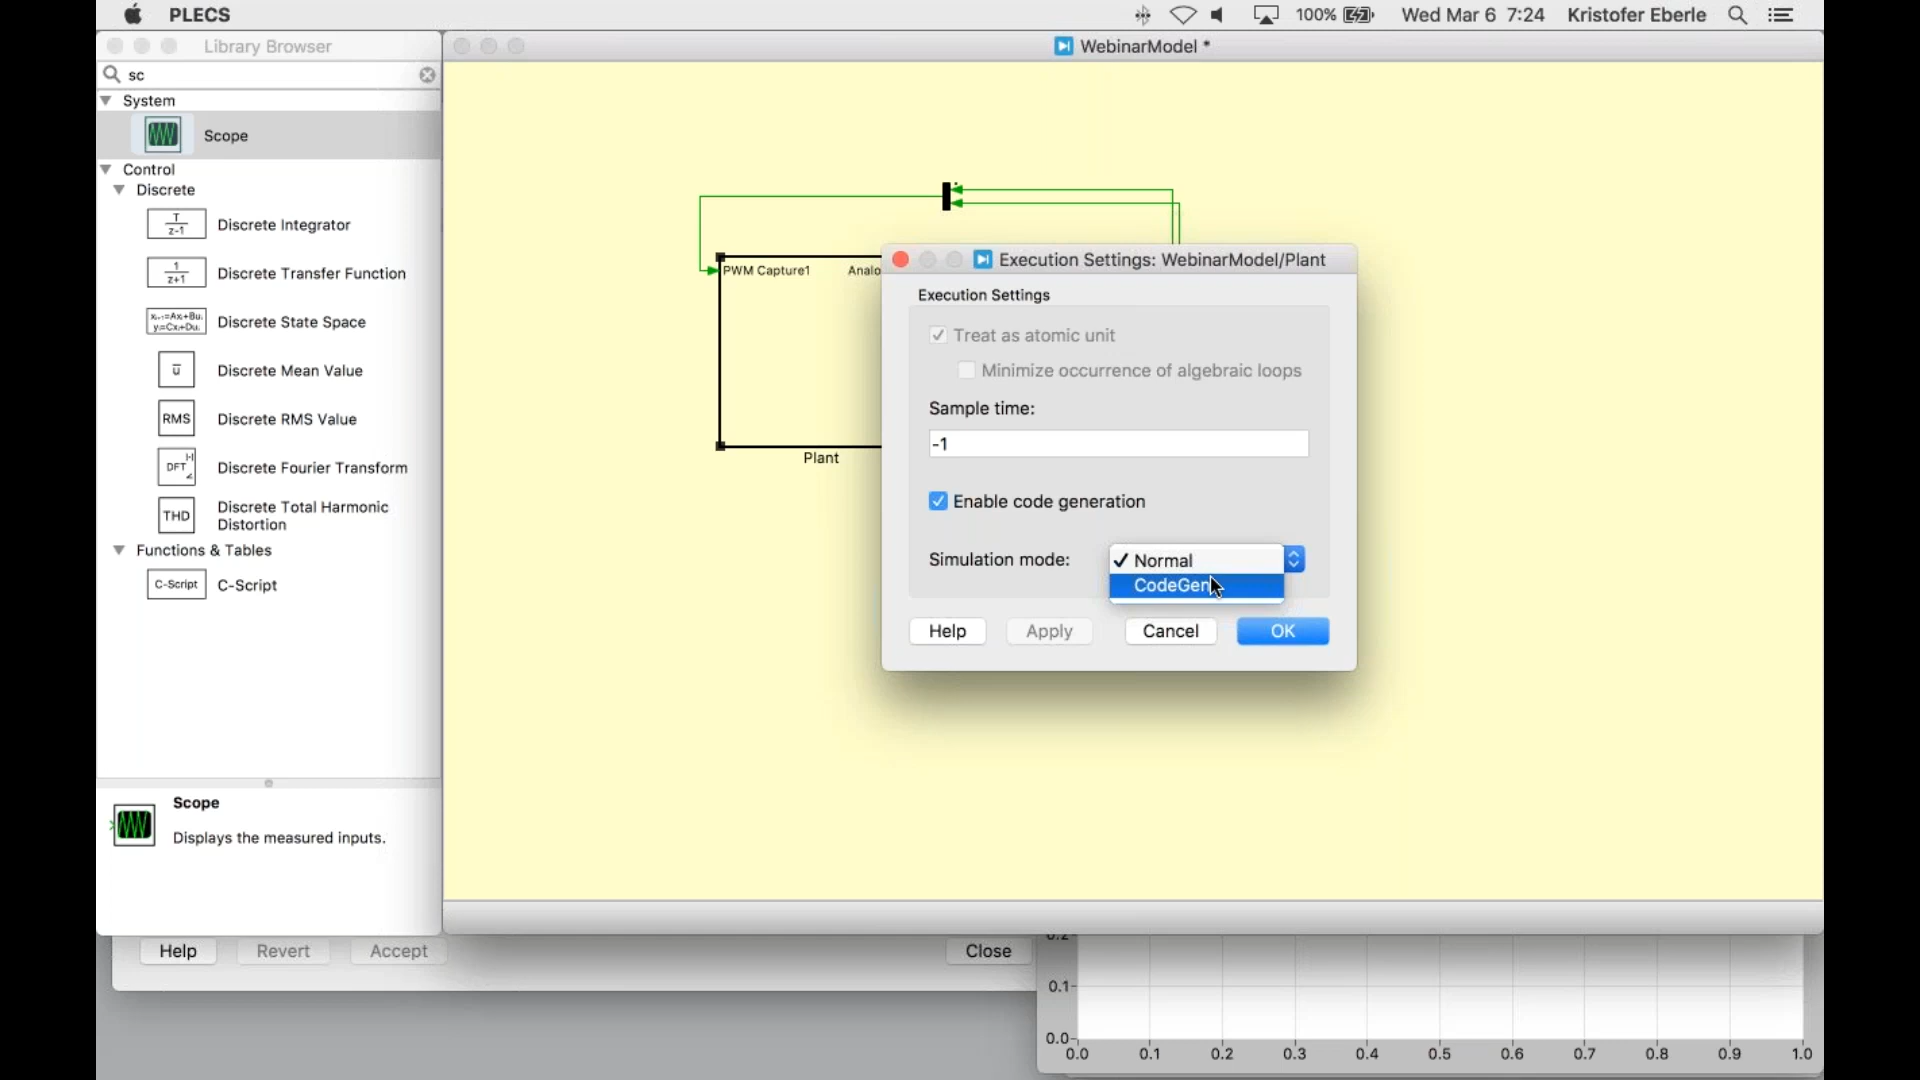 PLECS
100%
Wed Mar 6 7:24
Kristofer Eberle
Library Browser
WebinarModel *
sc
System
Scope
Control
Discrete
T
z-1
Discrete Integrator
1
z+1
Discrete Transfer Function
Discrete State Space
u
Discrete Mean Value
RMS
Discrete RMS Value
DFT
Discrete Fourier Transform
THD
Discrete Total Harmonic
Distortion
Functions & Tables
C-Script
C-Script
Scope
Displays the measured inputs.
PWM Capture1
Plant
Execution Settings: WebinarModel/Plant
Execution Settings
Treat as atomic unit
Minimize occurrence of algebraic loops
Sample time:
-1
Enable code generation
Simulation mode:
Normal
CodeGen
Help
Apply
Cancel
OK
Help
Revert
Accept
Close
0.1
0.0
0.0 0.1 0.2 0.3 0.4 0.5 0.6 0.7 0.8 0.9 1.0